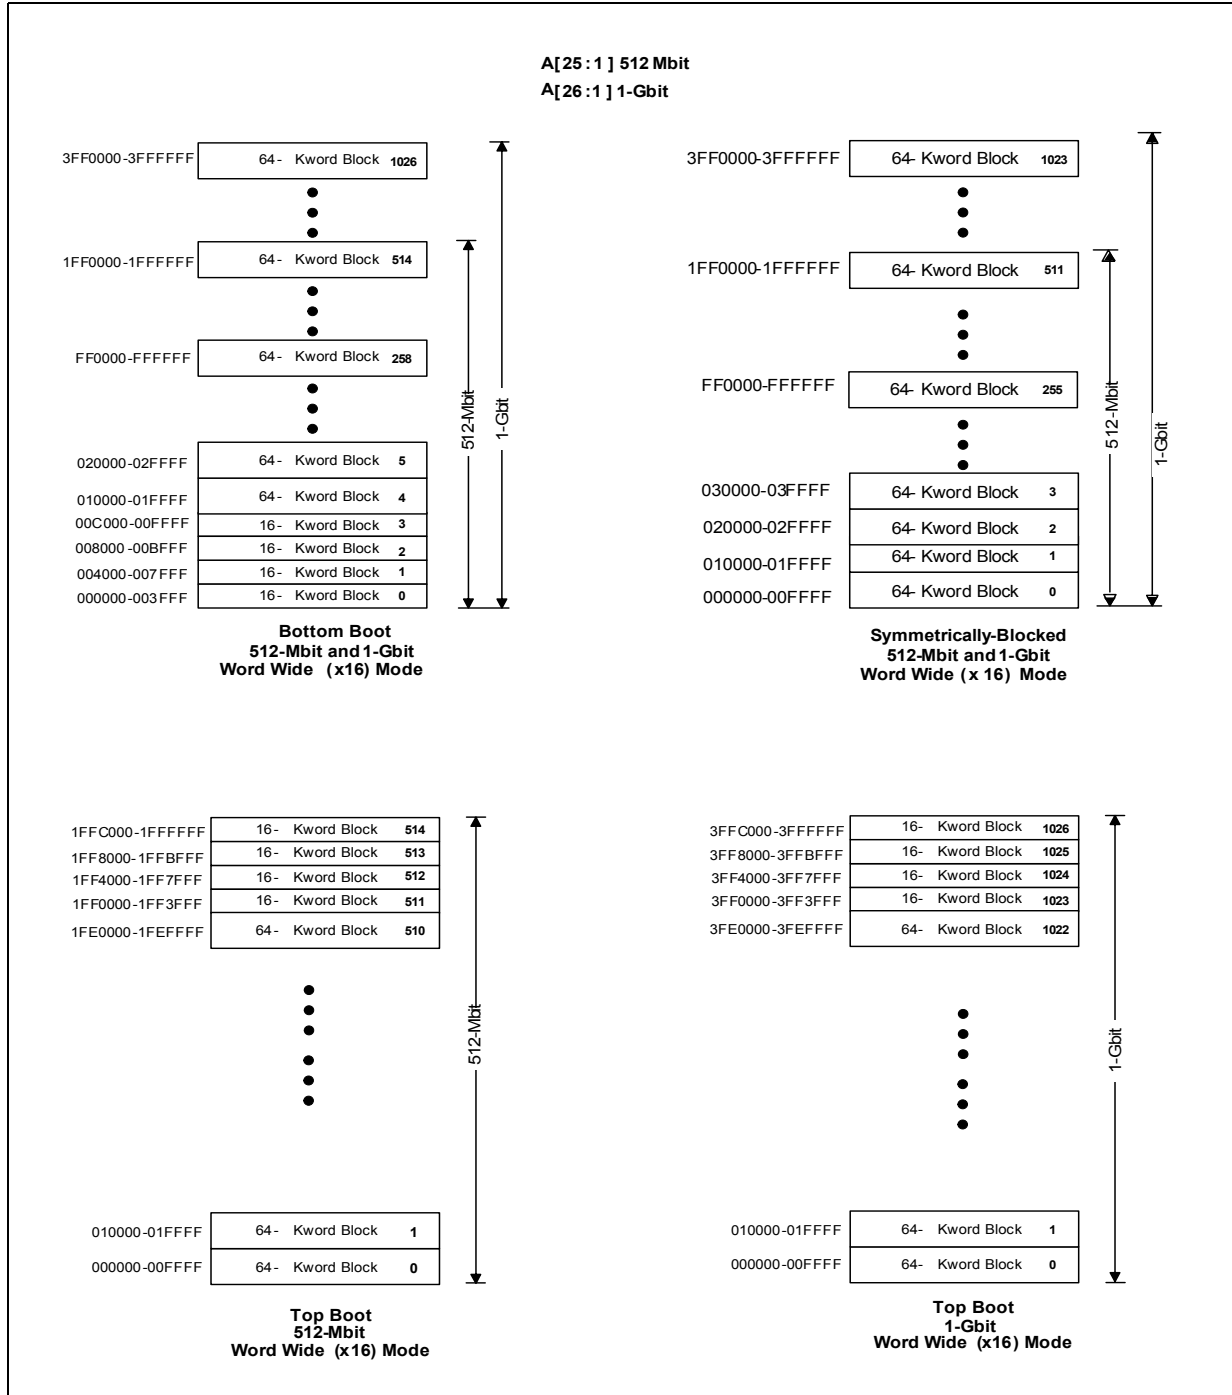 A[25:1] 512 Mbit
A[26:1] 1-Gbit
3FF0000-3FFFFFF 64- Kword Block 1026
1FF0000-1FFFFFF 64- Kword Block 514
FF0000-FFFFFF 64- Kword Block 258
020000-02FFFF 64- Kword Block 5
010000-01FFFF 64- Kword Block 4
00C000-00FFFF 16- Kword Block 3
008000-00BFFF 16- Kword Block 2
004000-007FFF 16- Kword Block 1
000000-003FFF 16- Kword Block 0
512-Mbit
1-Gbit
Bottom Boot
512-Mbit and 1-Gbit
Word Wide (x16) Mode
3FF0000-3FFFFFF 64- Kword Block 1023
1FF0000-1FFFFFF 64- Kword Block 511
FF0000-FFFFFF 64- Kword Block 255
030000-03FFFF 64- Kword Block 3
020000-02FFFF 64- Kword Block 2
010000-01FFFF 64- Kword Block 1
000000-00FFFF 64- Kword Block 0
512-Mbit
1-Gbit
Symmetrically-Blocked
512-Mbit and 1-Gbit
Word Wide (x 16) Mode
1FFC000-1FFFFFF 16- Kword Block 514
1FF8000-1FFBFFF 16- Kword Block 513
1FF4000-1FF7FFF 16- Kword Block 512
1FF0000-1FF3FFF 16- Kword Block 511
1FE0000-1FEFFFF 64- Kword Block 510
512-Mbit
010000-01FFFF 64- Kword Block 1
000000-00FFFF 64- Kword Block 0
Top Boot
512-Mbit
Word Wide (x16) Mode
3FFC000-3FFFFFF 16- Kword Block 1026
3FF8000-3FFBFFF 16- Kword Block 1025
3FF4000-3FF7FFF 16- Kword Block 1024
3FF0000-3FF3FFF 16- Kword Block 1023
3FE0000-3FEFFFF 64- Kword Block 1022
1-Gbit
010000-01FFFF 64- Kword Block 1
000000-00FFFF 64- Kword Block 0
Top Boot
1-Gbit
Word Wide (x16) Mode